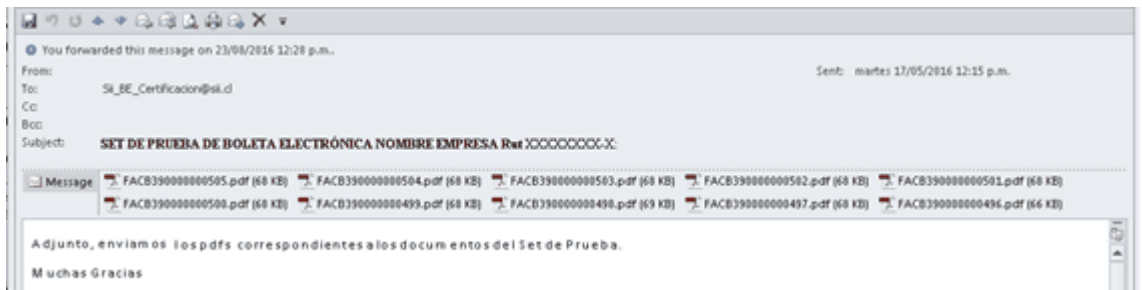 You forwarded this message on 23/08/2016 12:28 p.m..
From: Sent: martes 17/05/2016 12:15 p.m.
To: Sii_BE_Certificacion@sii.cl
Cc:
Bcc:
Subject: SET DE PRUEBA DE BOLETA ELECTRÓNICA NOMBRE EMPRESA Rut XXXXXXXX-X:
Message FACB390000000505.pdf (68 KB) FACB390000000504.pdf (68 KB) FACB390000000503.pdf (68 KB) FACB390000000502.pdf (68 KB) FACB390000000501.pdf (68 KB)
FACB390000000500.pdf (68 KB) FACB390000000499.pdf (68 KB) FACB390000000498.pdf (69 KB) FACB390000000497.pdf (68 KB) FACB390000000496.pdf (66 KB)
Adjunto, enviamos los pdfs correspondientes a los documentos del Set de Prueba.
Muchas Gracias